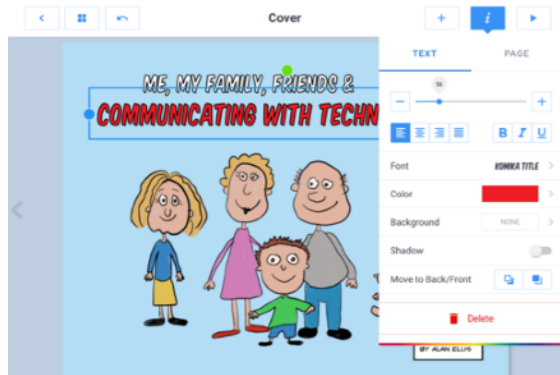 Cover
i
TEXT
PAGE
ME, MY FAMILY, FRIENDS &
COMMUNICATING WITH TECHN
B I U
Font
KOMIKA TITLE
Color
Background
NONE
Shadow
Move to Back/Front
Delete
BY ALAN ELLIS